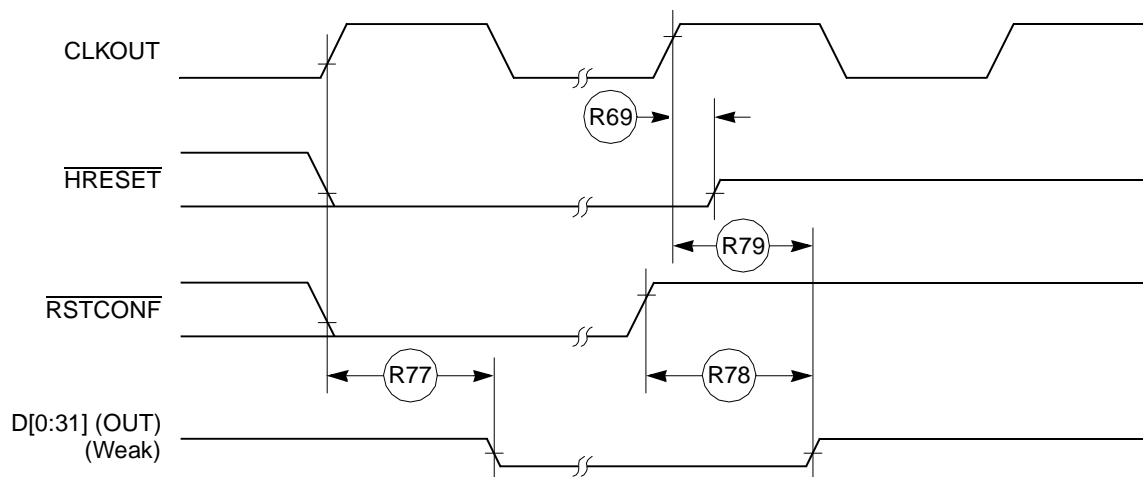 CLKOUT
R69
HRESET
R79
RSTCONF
R77
R78
D[0:31] (OUT)
(Weak)